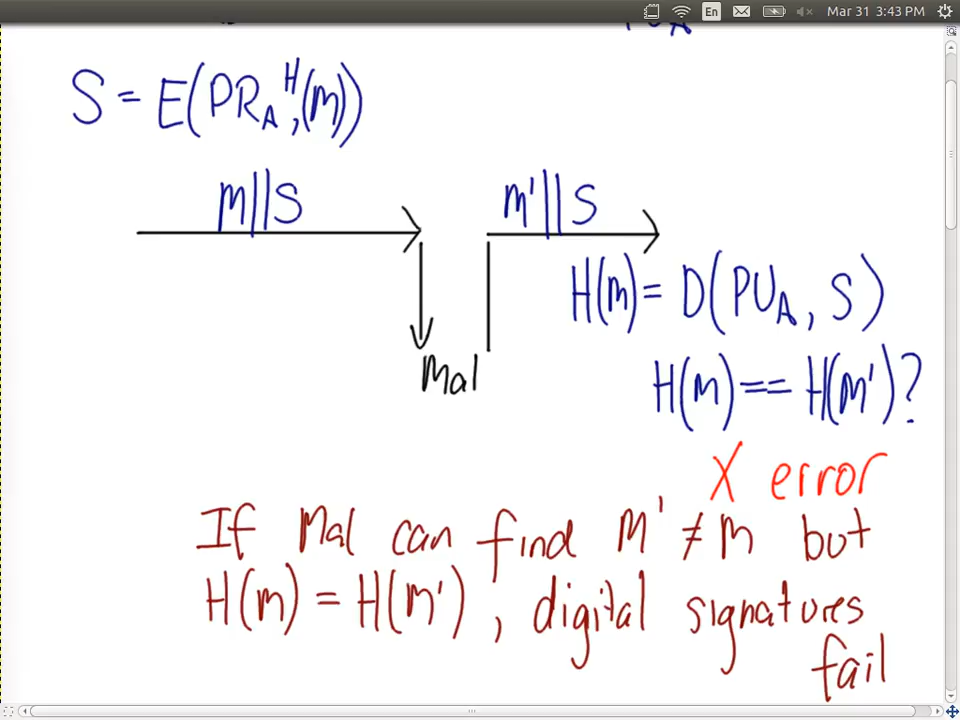 En Mar 31 3:43 PM
S = E(PR_A, H(m))
m||S m'||S
H(m) = D(PU_A, S)
Mal
H(m) == H(m')?
X error
If Mal can find M' ≠ m but
H(m) = H(m'), digital signatures
fail